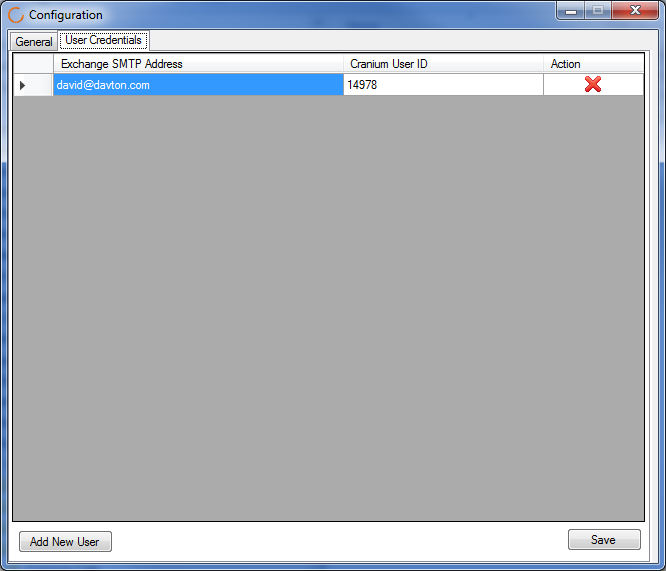 Configuration
General User Credentials
Exchange SMTP Address Cranium User ID Action
david@davton.com 14978
Add New User Save